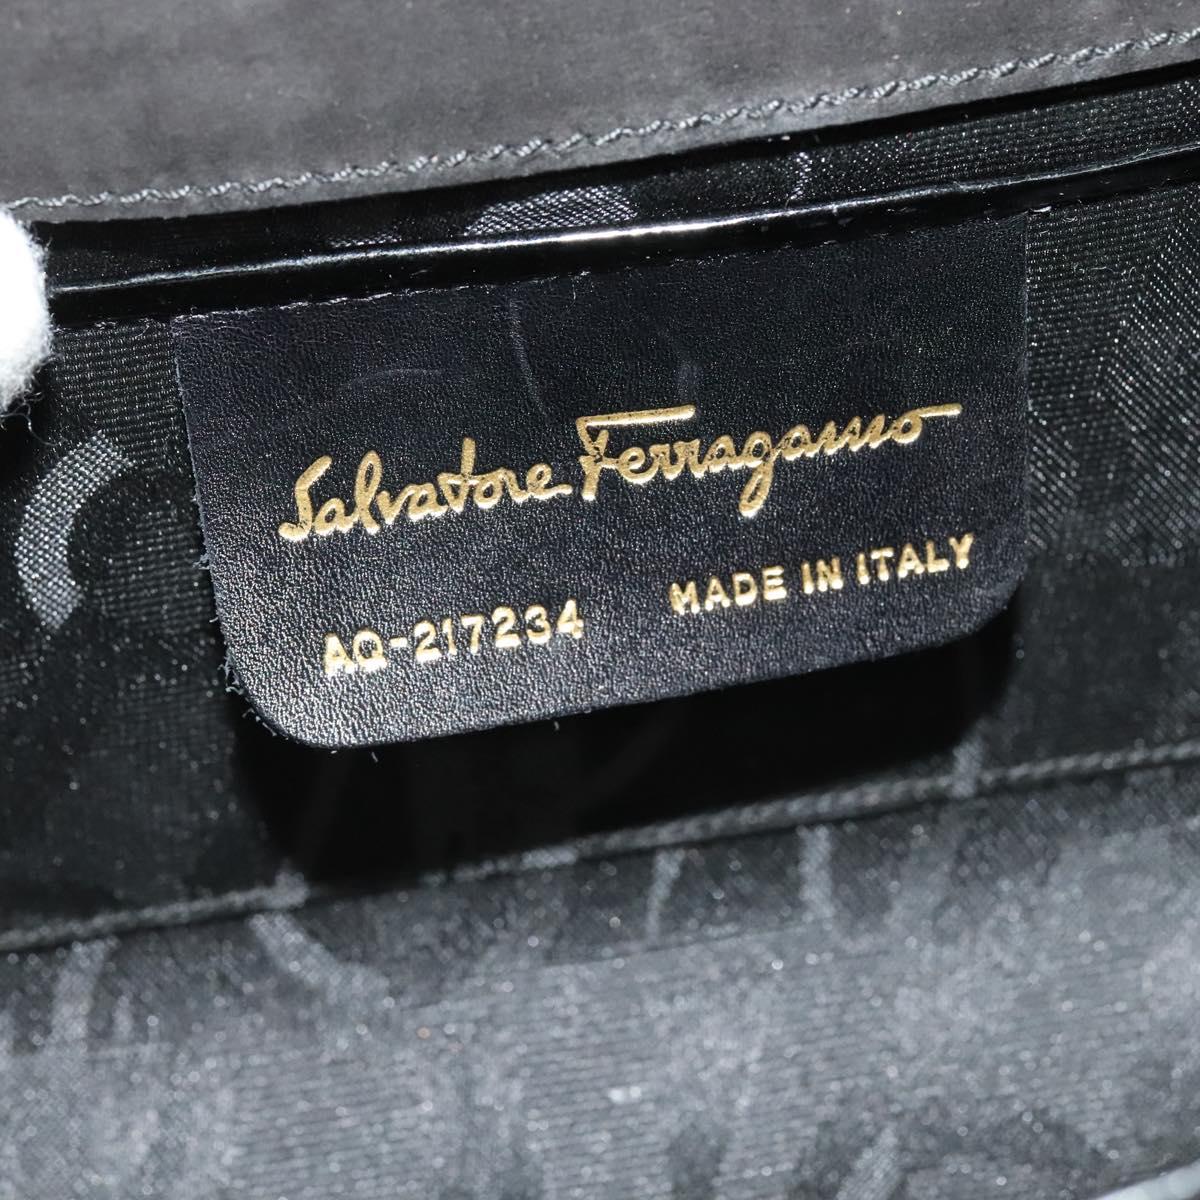 Salvatore Ferragamo
AQ-217234 MADE IN ITALY